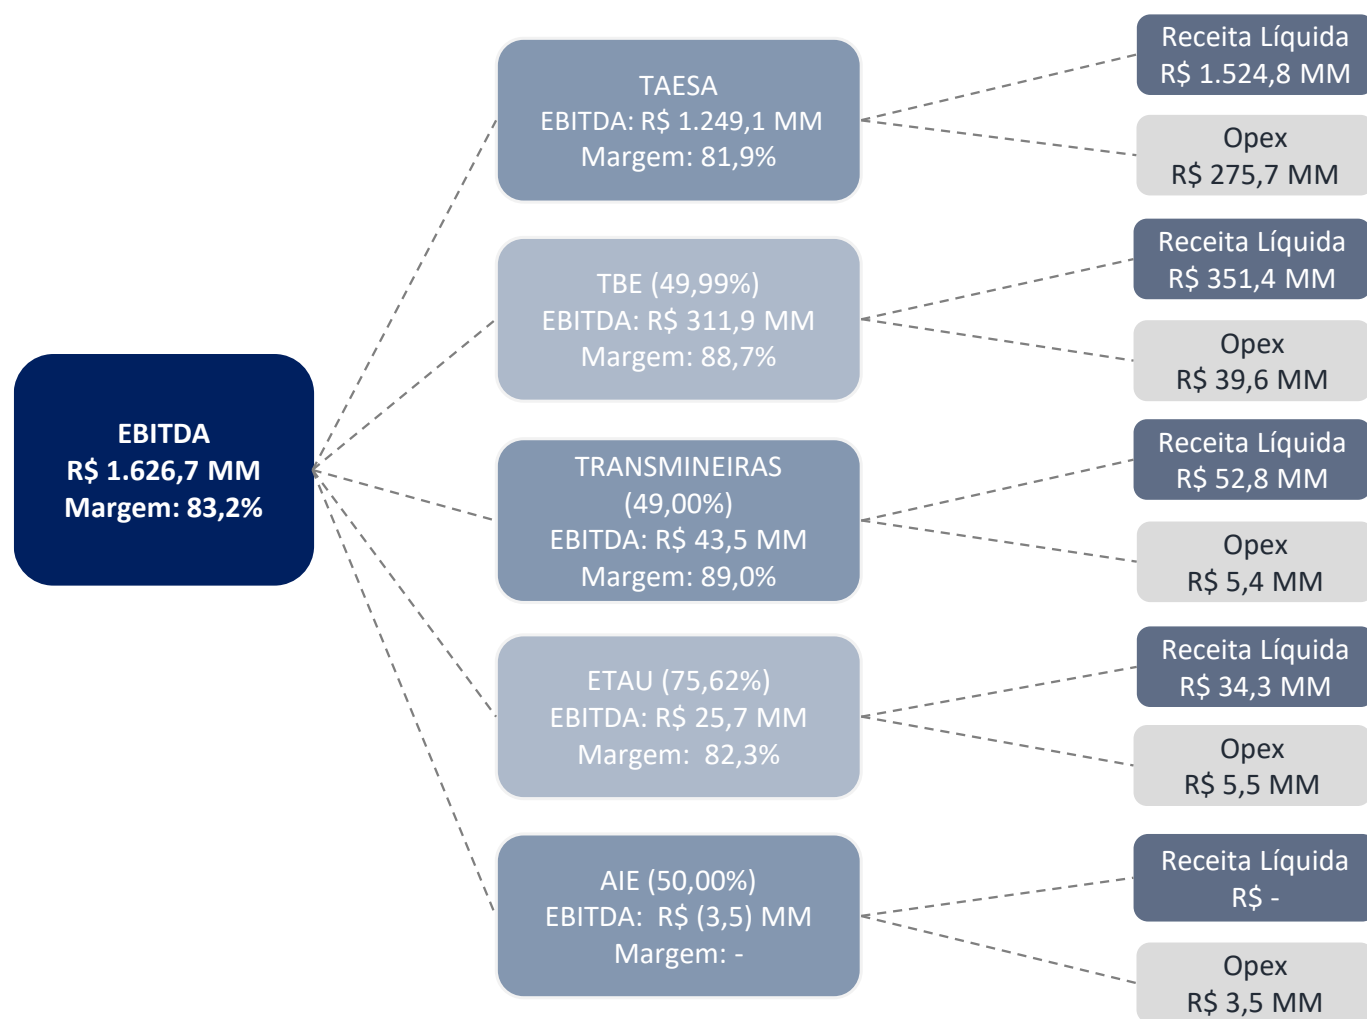 EBITDA
R$ 1.626,7 MM
Margem: 83,2%
TAESA
EBITDA: R$ 1.249,1 MM
Margem: 81,9%
Receita Líquida
R$ 1.524,8 MM
Opex
R$ 275,7 MM
TBE (49,99%)
EBITDA: R$ 311,9 MM
Margem: 88,7%
Receita Líquida
R$ 351,4 MM
Opex
R$ 39,6 MM
TRANSMINEIRAS
(49,00%)
EBITDA: R$ 43,5 MM
Margem: 89,0%
Receita Líquida
R$ 52,8 MM
Opex
R$ 5,4 MM
ETAU (75,62%)
EBITDA: R$ 25,7 MM
Margem: 82,3%
Receita Líquida
R$ 34,3 MM
Opex
R$ 5,5 MM
AIE (50,00%)
EBITDA: R$ (3,5) MM
Margem: -
Receita Líquida
R$ -
Opex
R$ 3,5 MM